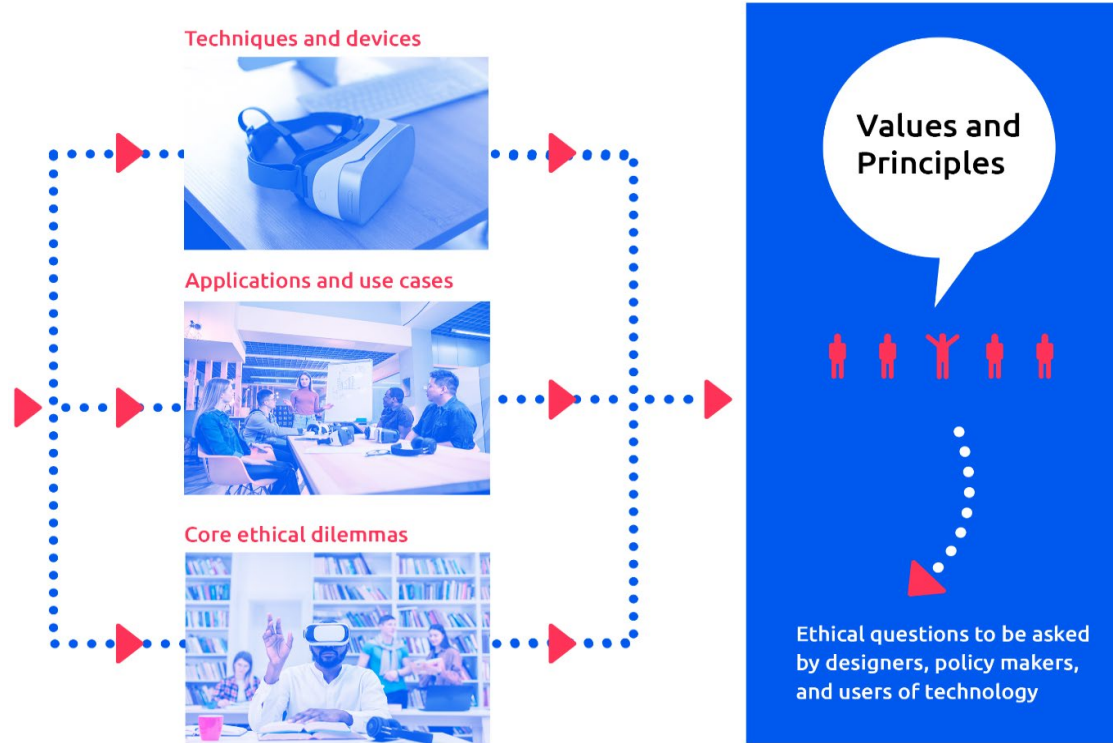 Techniques and devices
Applications and use cases
Core ethical dilemmas
Values and
Principles
Ethical questions to be asked
by designers, policy makers,
and users of technology